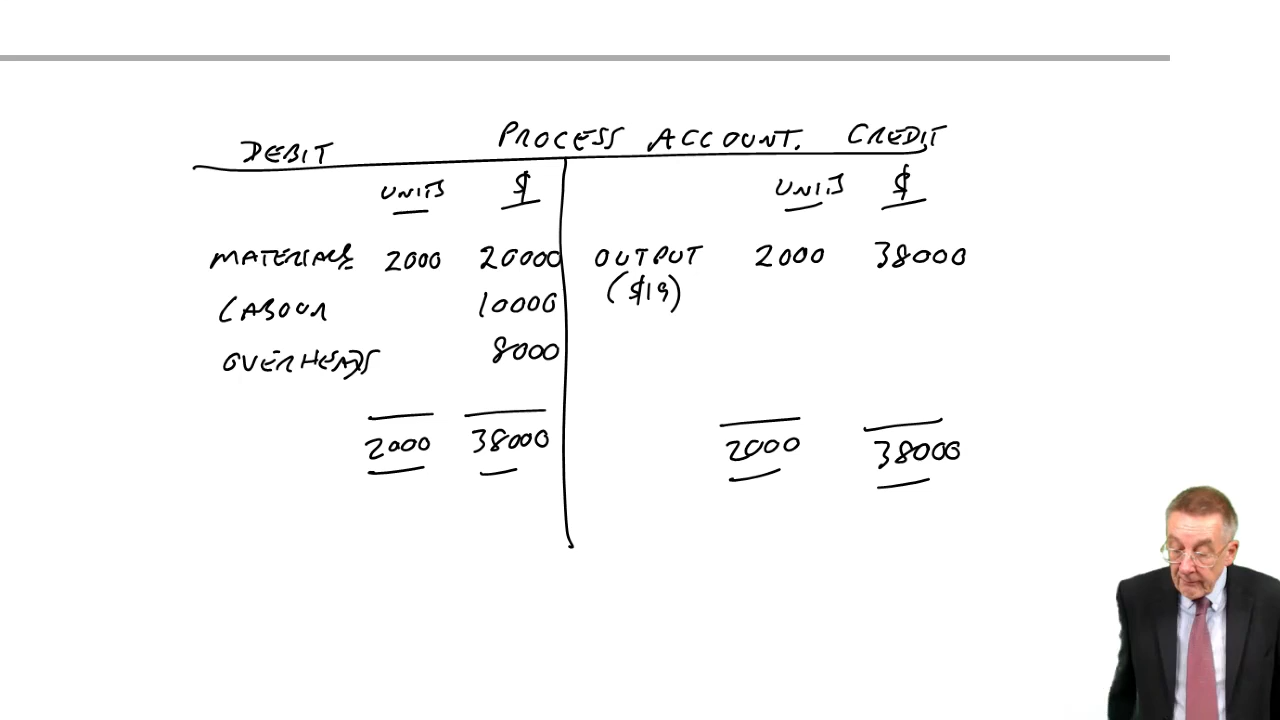 DEBIT PROCESS ACCOUNT. CREDIT
UNITS $ UNITS $
MATERIALS 2000 20000 OUTPUT 2000 38000
LABOUR 10000 ($19)
OVERHEADS 8000
2000 38000 2000 38000